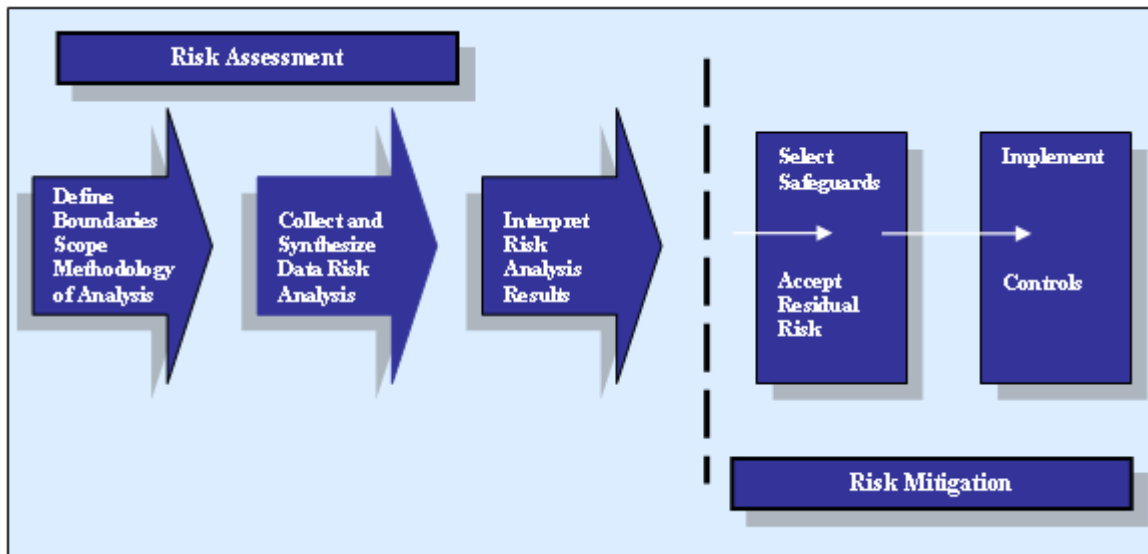 Risk Assessment
Define
Boundaries
Scope
Methodology
of Analysis
Collect and
Synthesize
Data Risk
Analysis
Interpret
Risk
Analysis
Results
Select
Safeguards
Accept
Residual
Risk
Implement
Controls
Risk Mitigation